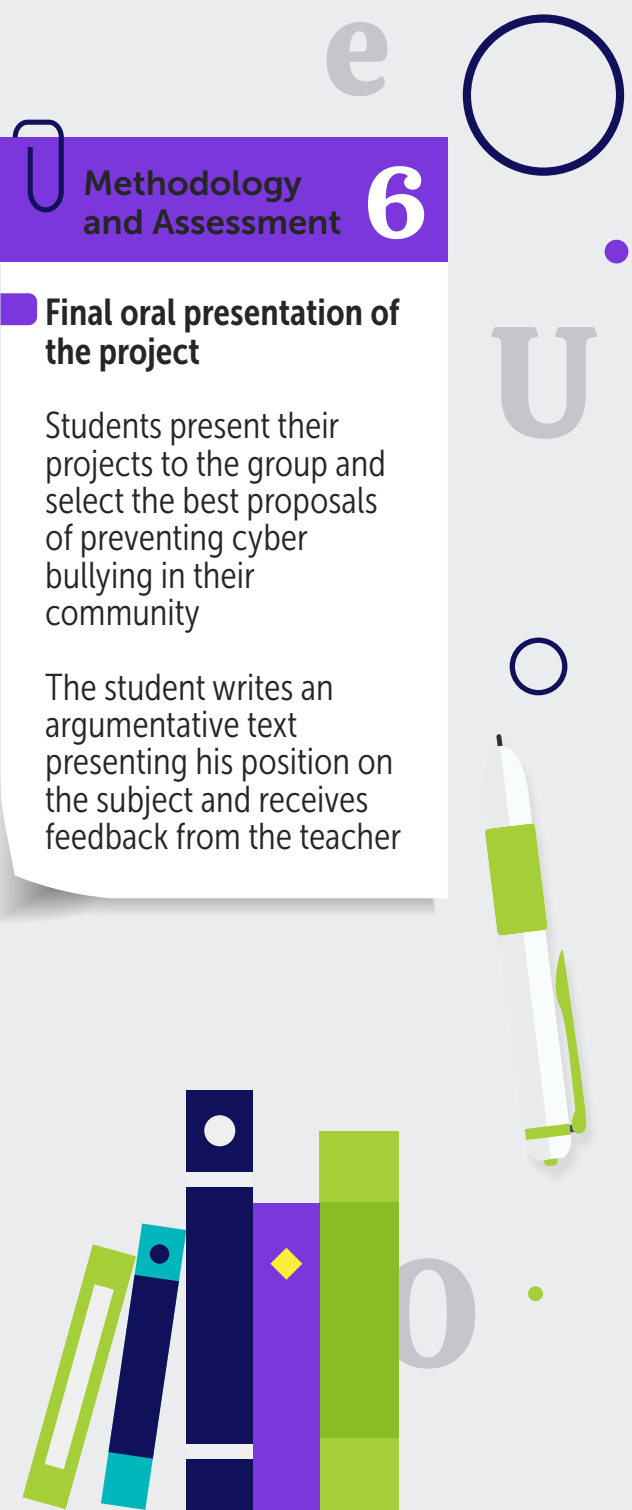 e
Methodology
and Assessment
6
Final oral presentation of
the project
Students present their
projects to the group and
select the best proposals
of preventing cyber
bullying in their
community
The student writes an
argumentative text
presenting his position on
the subject and receives
feedback from the teacher
U
o